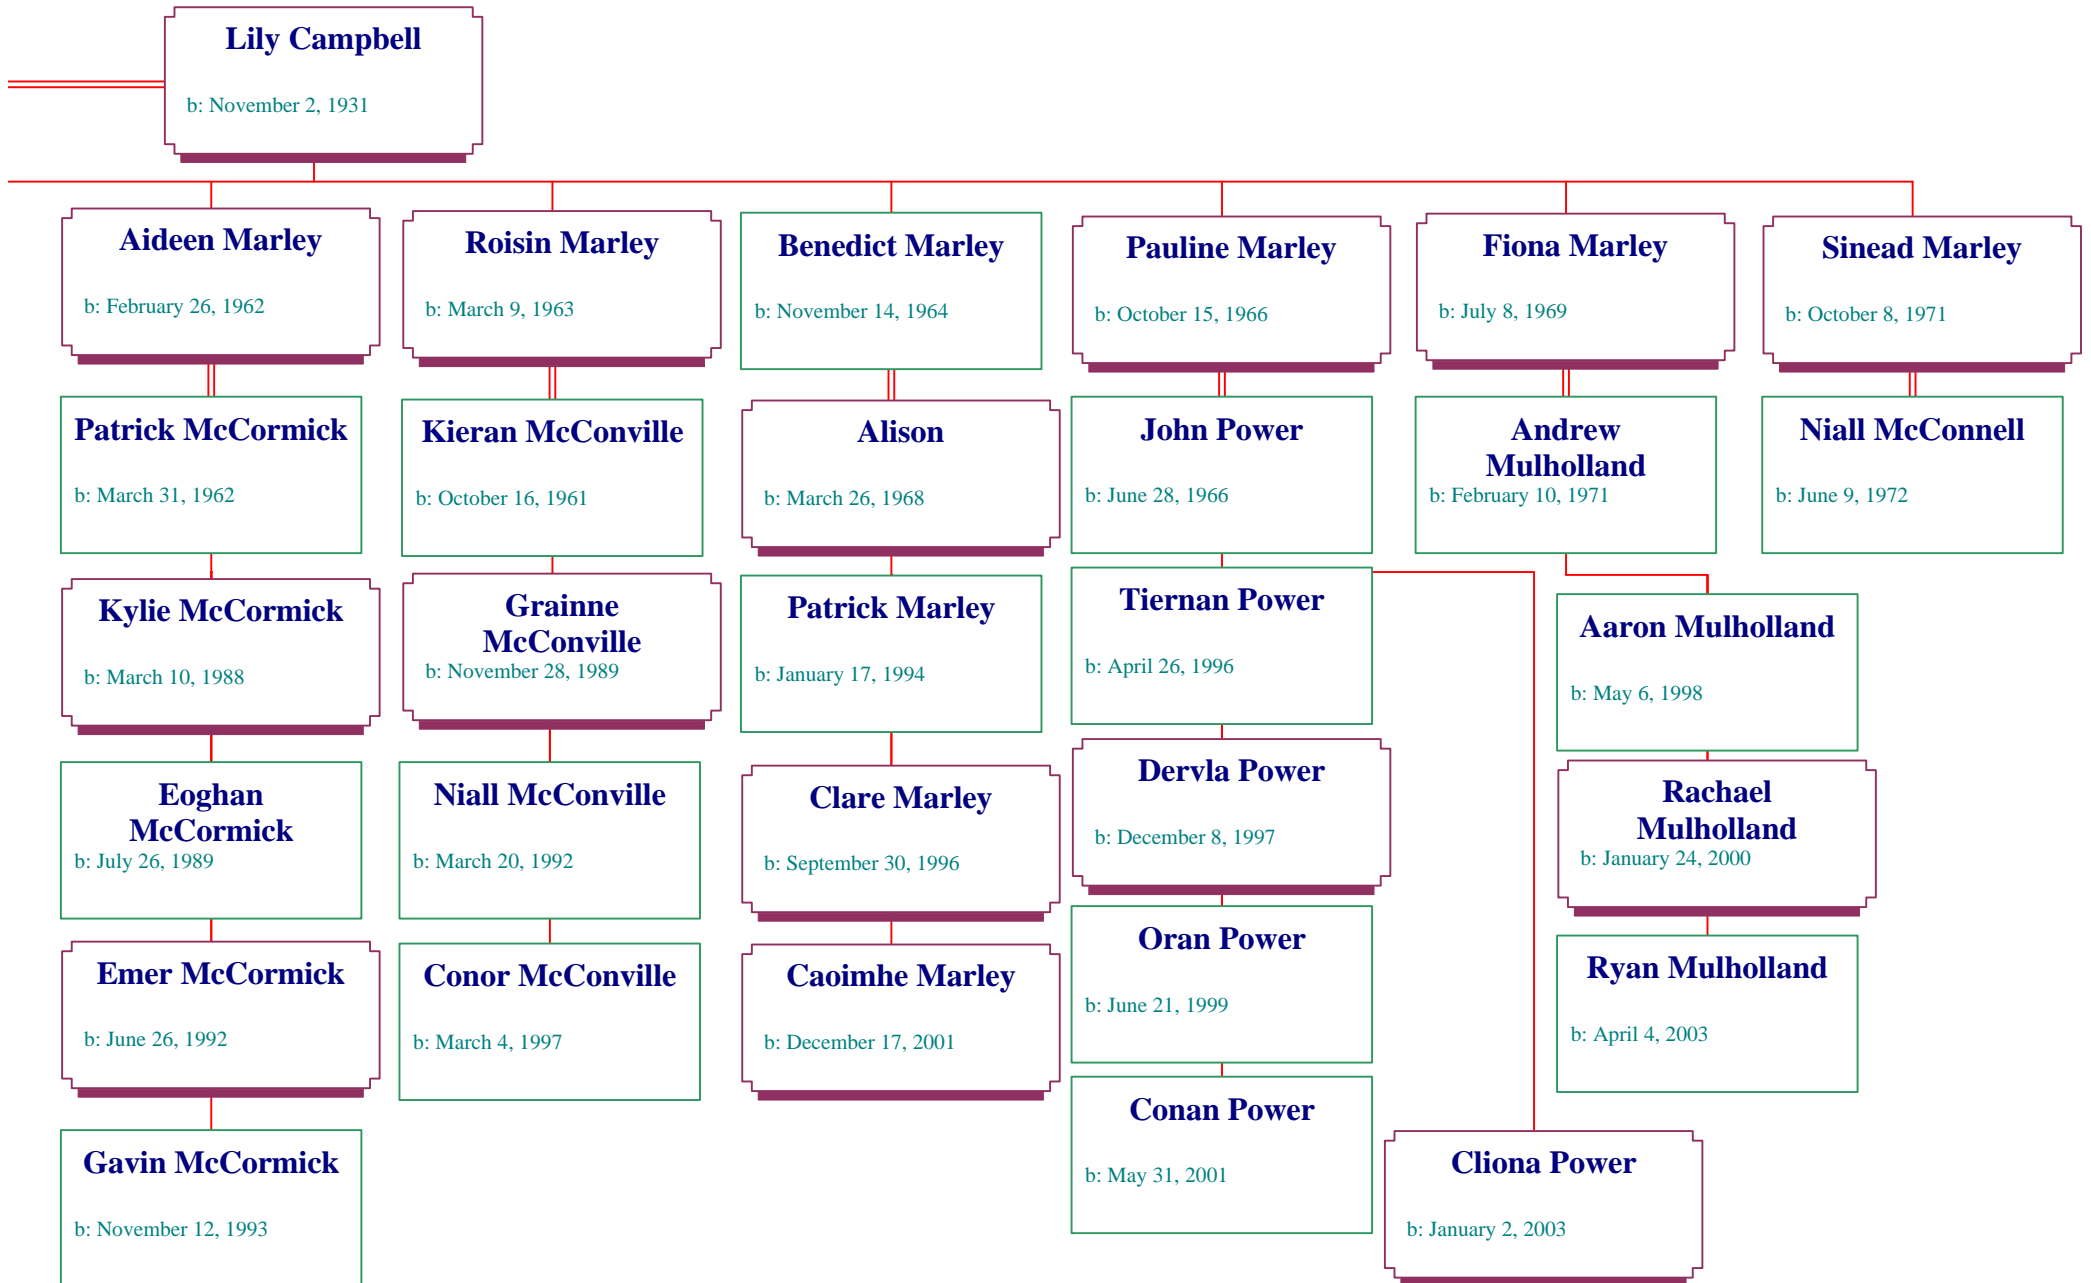 Lily Campbell
b: November 2, 1931
Aideen Marley
b: February 26, 1962
Roisin Marley
b: March 9, 1963
Benedict Marley
b: November 14, 1964
Pauline Marley
b: October 15, 1966
Fiona Marley
b: July 8, 1969
Sinead Marley
b: October 8, 1971
Patrick McCormick
b: March 31, 1962
Kieran McConville
b: October 16, 1961
Alison
b: March 26, 1968
John Power
b: June 28, 1966
Andrew
Mulholland
b: February 10, 1971
Niall McConnell
b: June 9, 1972
Kylie McCormick
b: March 10, 1988
Grainne
McConville
b: November 28, 1989
Patrick Marley
b: January 17, 1994
Tiernan Power
b: April 26, 1996
Aaron Mulholland
b: May 6, 1998
Eoghan
McCormick
b: July 26, 1989
Niall McConville
b: March 20, 1992
Clare Marley
b: September 30, 1996
Dervla Power
b: December 8, 1997
Rachael
Mulholland
b: January 24, 2000
Emer McCormick
b: June 26, 1992
Conor McConville
b: March 4, 1997
Caoimhe Marley
b: December 17, 2001
Oran Power
b: June 21, 1999
Ryan Mulholland
b: April 4, 2003
Gavin McCormick
b: November 12, 1993
Conan Power
b: May 31, 2001
Cliona Power
b: January 2, 2003